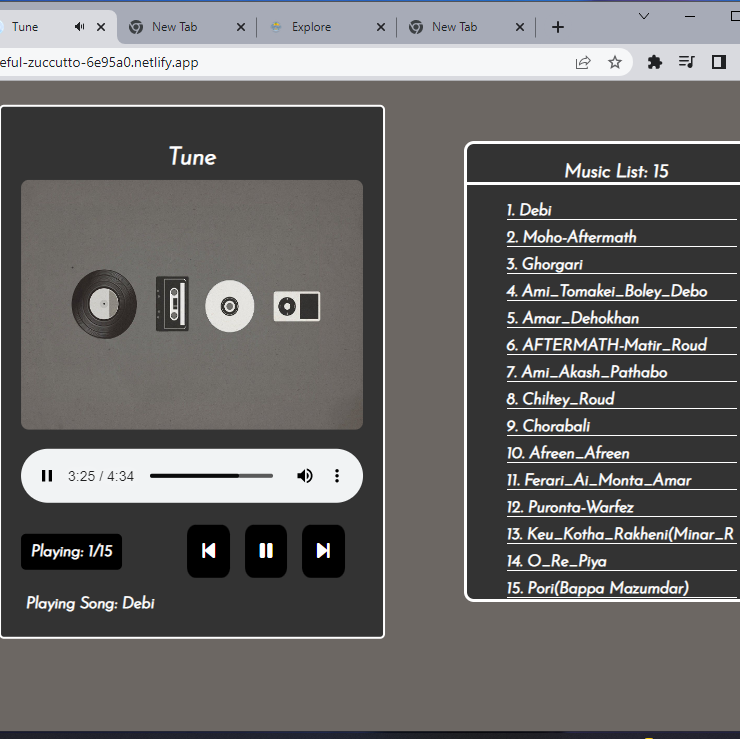 Tune
New Tab
Explore
New Tab
eful-zuccutto-6e95a0.netlify.app
Tune
3:25 / 4:34
Playing: 1/15
Playing Song: Debi
Music List: 15
1. Debi
2. Moho-Aftermath
3. Ghorgari
4. Ami_Tomakei_Boley_Debo
5. Amar_Dehokhan
6. AFTERMATH-Matir_Roud
7. Ami_Akash_Pathabo
8. Chiltey_Roud
9. Chorabali
10. Afreen_Afreen
11. Ferari_Ai_Monta_Amar
12. Puronta-Warfez
13. Keu_Kotha_Rakheni(Minar_R
14. O_Re_Piya
15. Pori(Bappa Mazumdar)